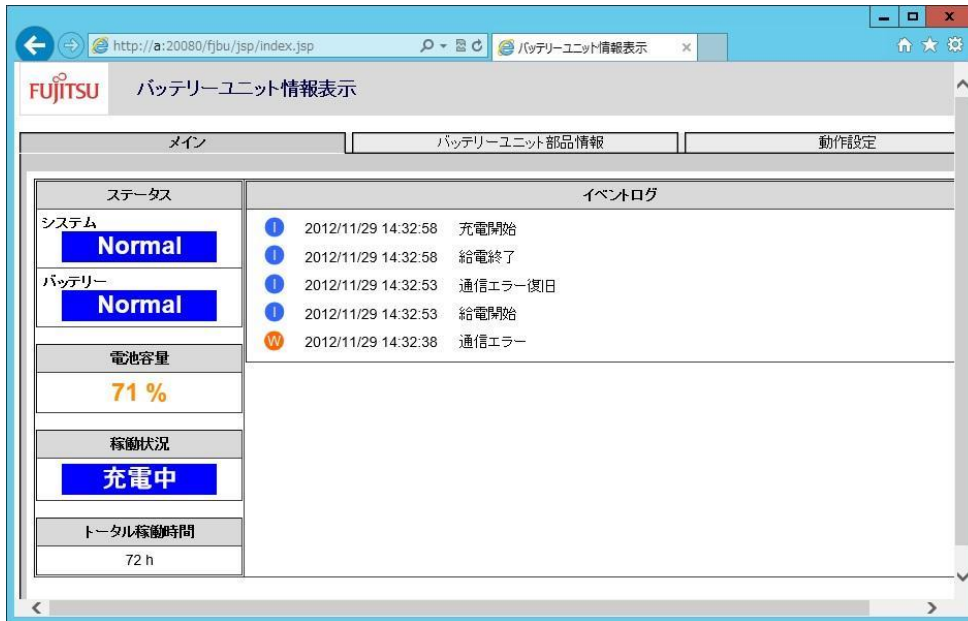 http://a:20080/fjbu/jsp/index.jsp
バッテリーユニット情報表示
FUJITSU
バッテリーユニット情報表示
メイン
バッテリーユニット部品情報
動作設定
ステータス
システム
Normal
バッテリー
Normal
電池容量
71 %
稼働状況
充電中
トータル稼働時間
72 h
イベントログ
I 2012/11/29 14:32:58 充電開始
I 2012/11/29 14:32:58 給電終了
I 2012/11/29 14:32:53 通信エラー復旧
I 2012/11/29 14:32:53 給電開始
W 2012/11/29 14:32:38 通信エラー